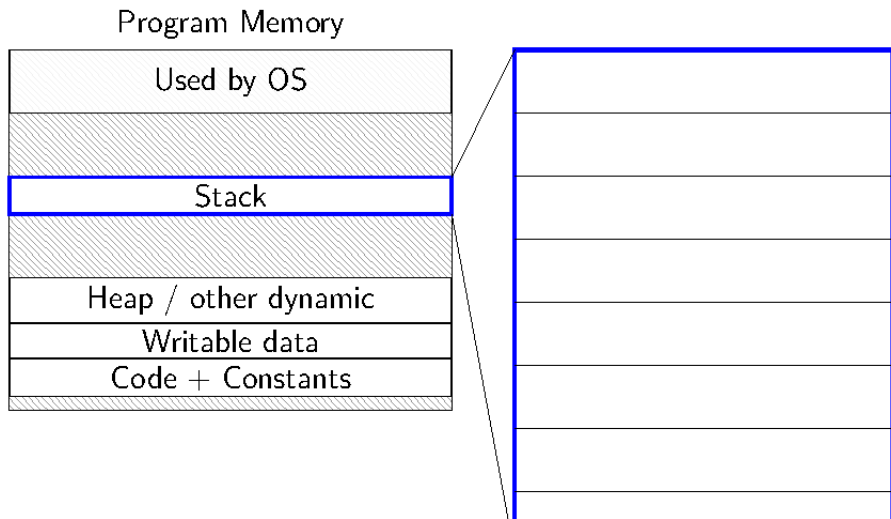 Program Memory
Used by OS
Stack
Heap / other dynamic
Writable data
Code + Constants